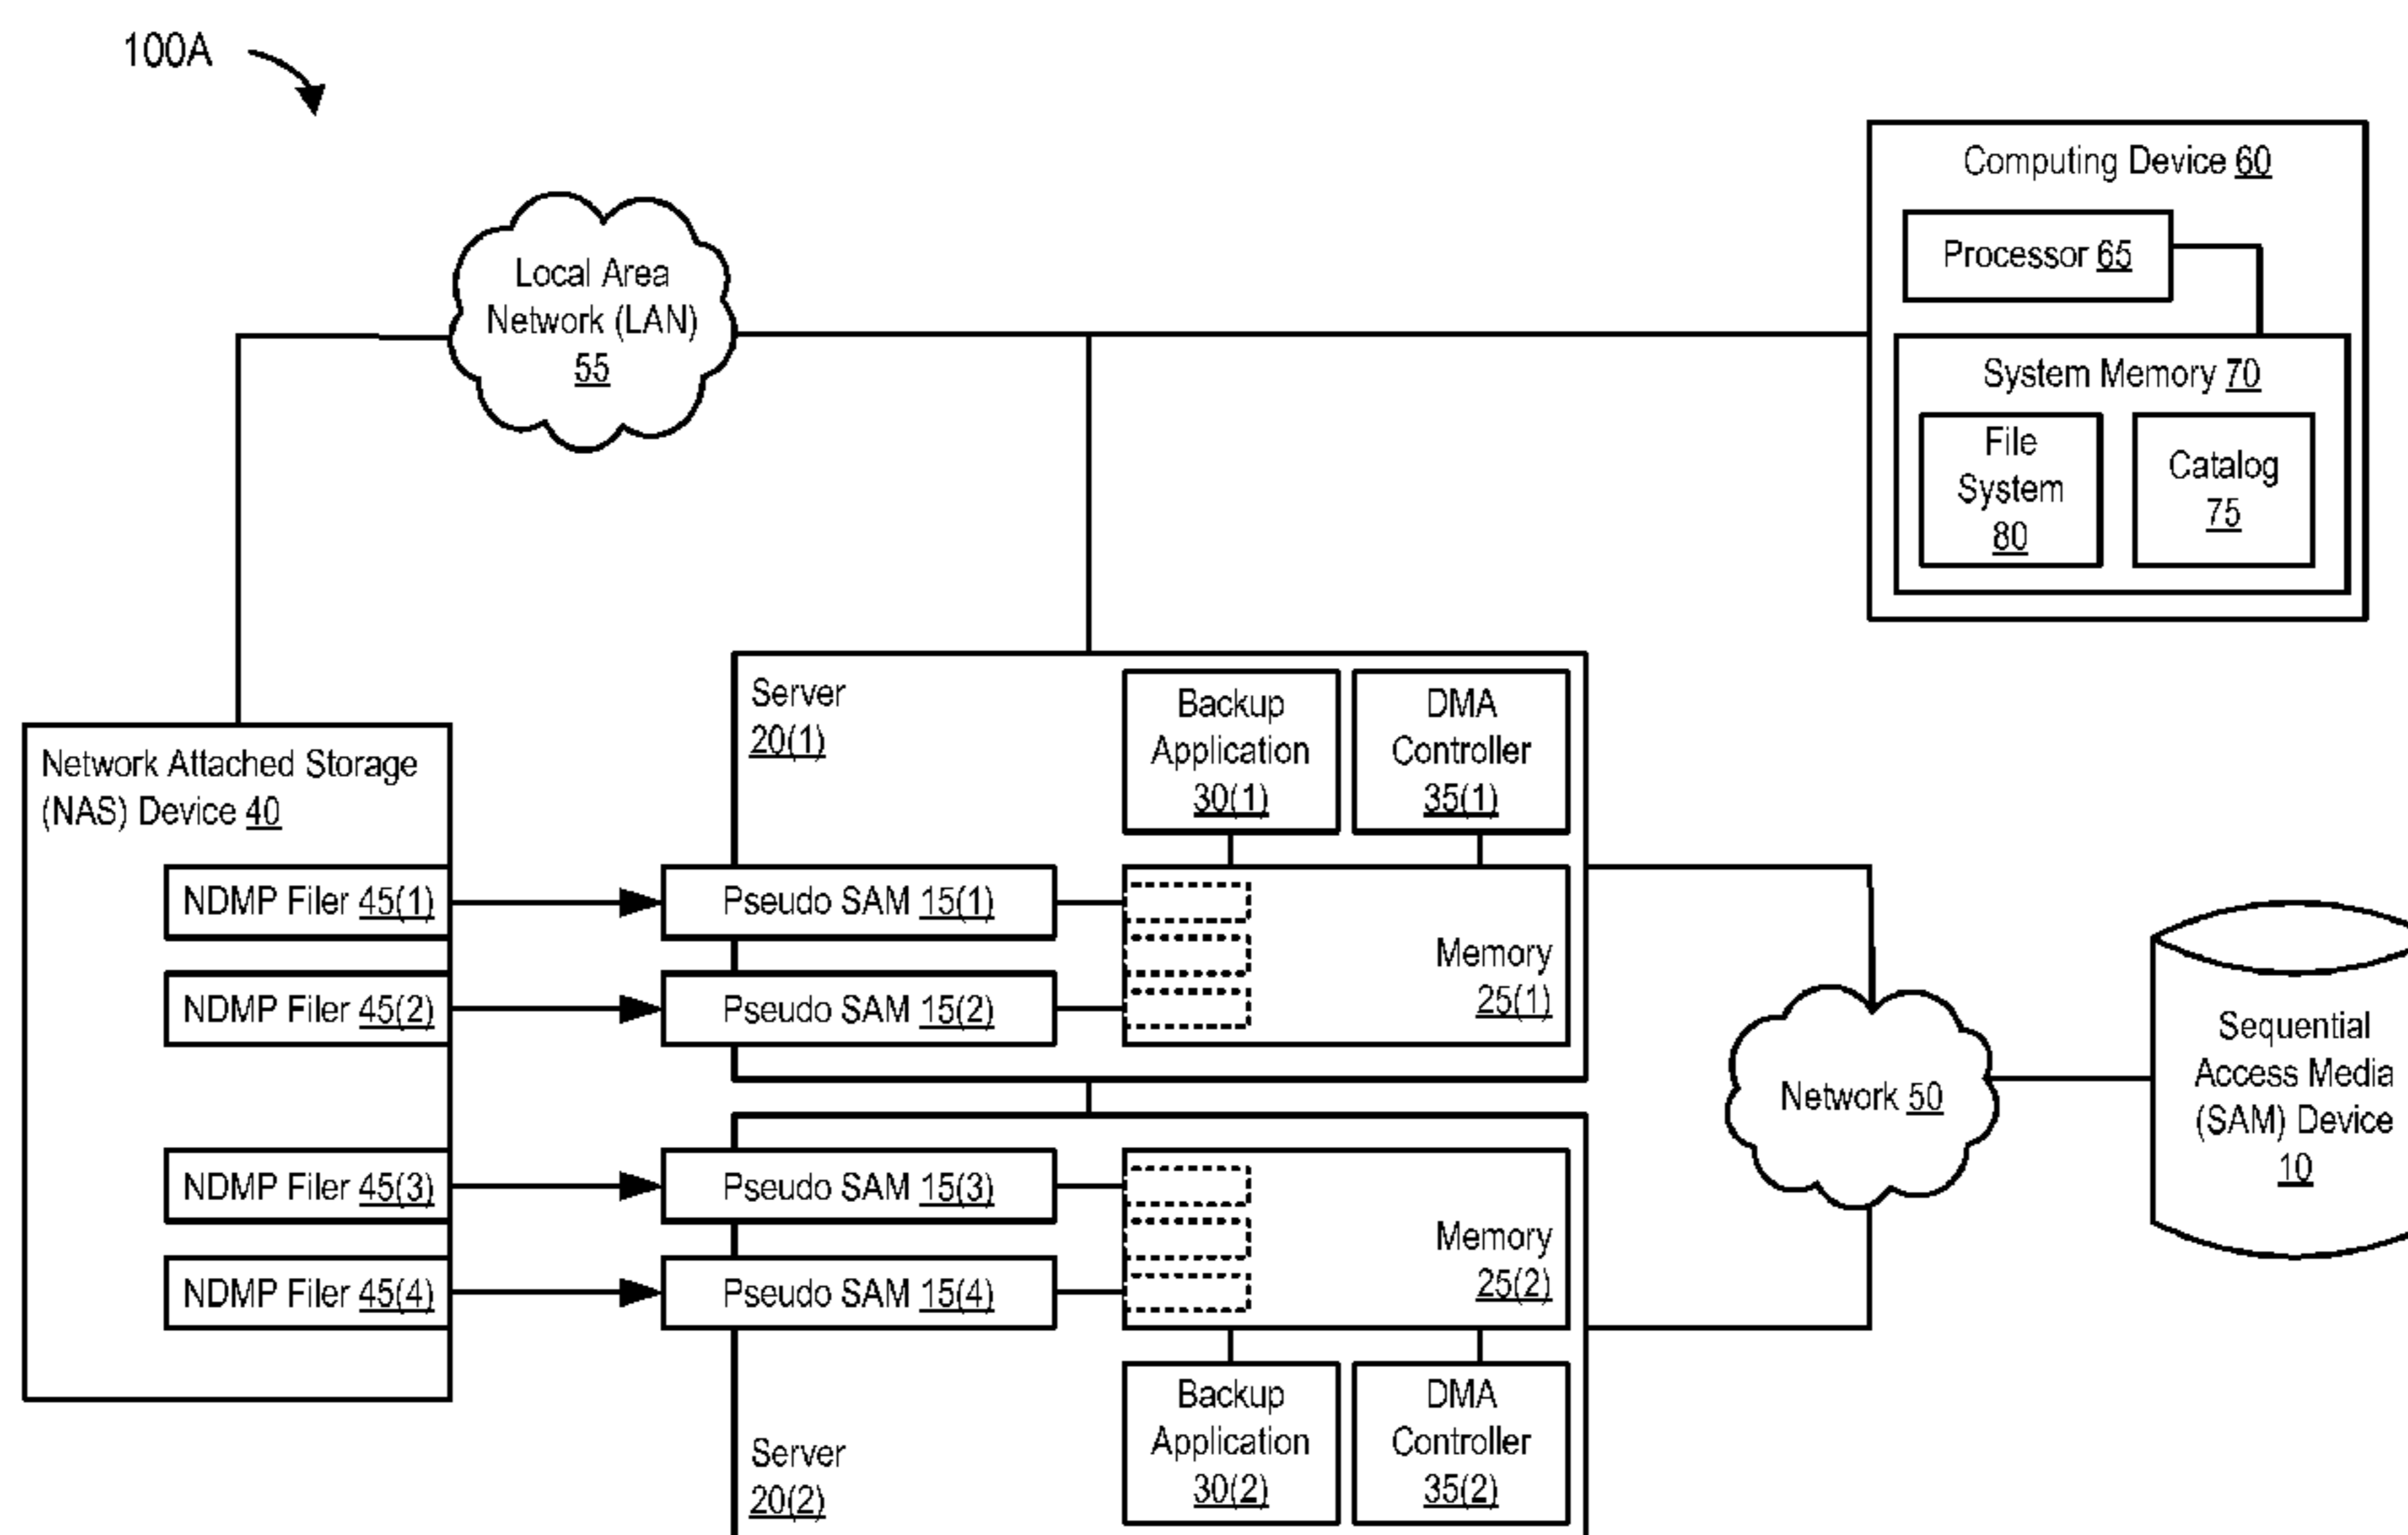 100A
Computing Device 60
Processor 65
System Memory 70
File
System
80
Catalog
75
Local Area
Network (LAN)
55
Network Attached Storage
(NAS) Device 40
NDMP Filer 45(1)
NDMP Filer 45(2)
NDMP Filer 45(3)
NDMP Filer 45(4)
Server
20(1)
Backup
Application
30(1)
DMA
Controller
35(1)
Pseudo SAM 15(1)
Pseudo SAM 15(2)
Memory
25(1)
Pseudo SAM 15(3)
Pseudo SAM 15(4)
Memory
25(2)
Backup
Application
30(2)
DMA
Controller
35(2)
Server
20(2)
Network 50
Sequential
Access Media
(SAM) Device
10